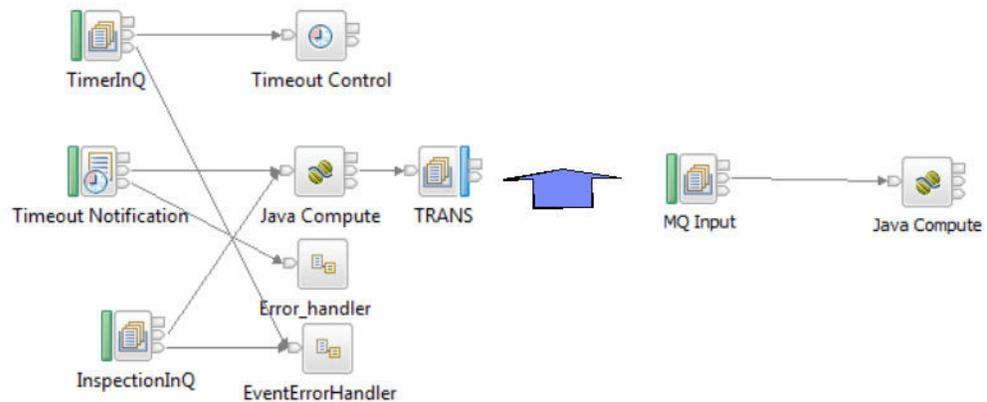 TimerInQ
Timeout Control
Timeout Notification
Java Compute
TRANS
MQ Input
Java Compute
Error_handler
InspectionInQ
EventErrorHandler